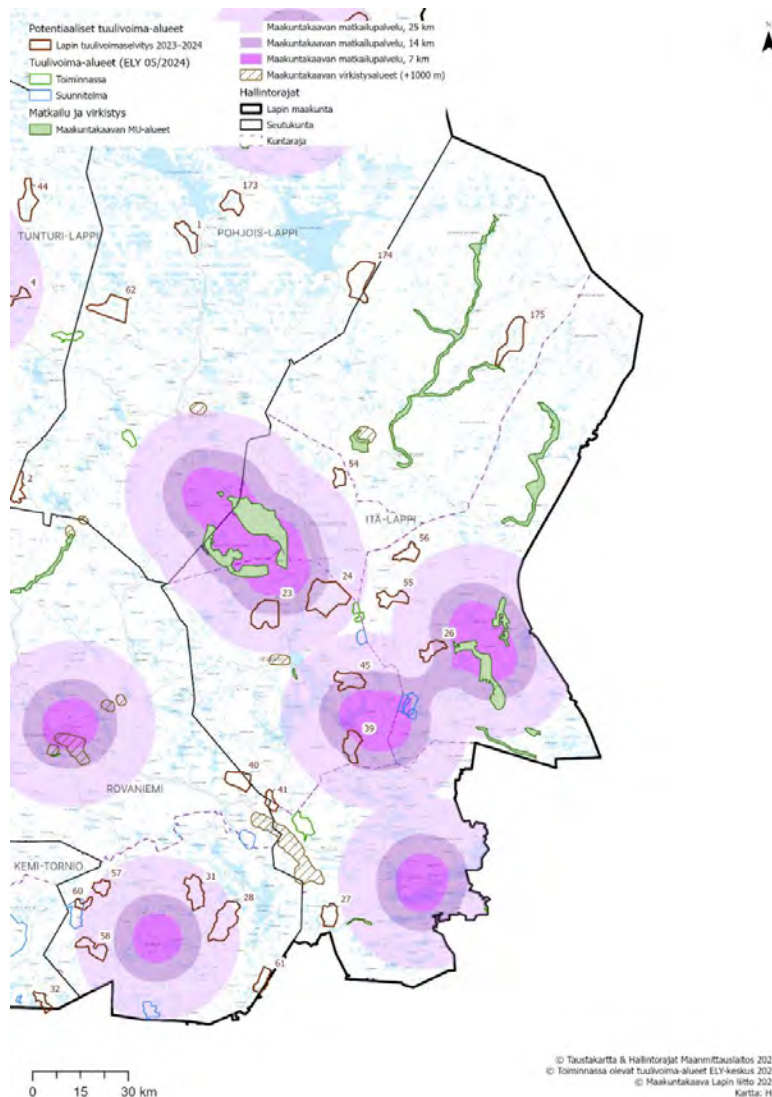 Potentiaaliset tuulivoima-alueet
Lapin tuulivoimaselvitys 2023–2024
Tuulivoima-alueet (ELY 05/2024)
Toiminnassa
Suunnitelma
Matkailu ja virkistys
Maakuntakaavan MU-alueet
Maakuntakaavan matkailupalvelu, 25 km
Maakuntakaavan matkailupalvelu, 14 km
Maakuntakaavan matkailupalvelu, 7 km
Maakuntakaavan virkistysalueet (+1000 m)
Hallintorajat
Lapin maakunta
Seutukunta
Kuntaraja
44
173
1
TUNTURI-LAPPI
POHJOIS-LAPPI
174
4
62
175
54
2
ITÄ-LAPPI
56
24
55
23
26
45
39
40
ROVANIEMI
41
KEMI-TORNIO
57
31
60
28
27
58
61
32
0 15 30 km
© Taustakartta & Hallintorajat Maanmittauslaitos 202
© Toiminnassa olevat tuulivoima-alueet ELY-keskus 202
© Maakuntakaava Lapin liitto 202
Kartta: H